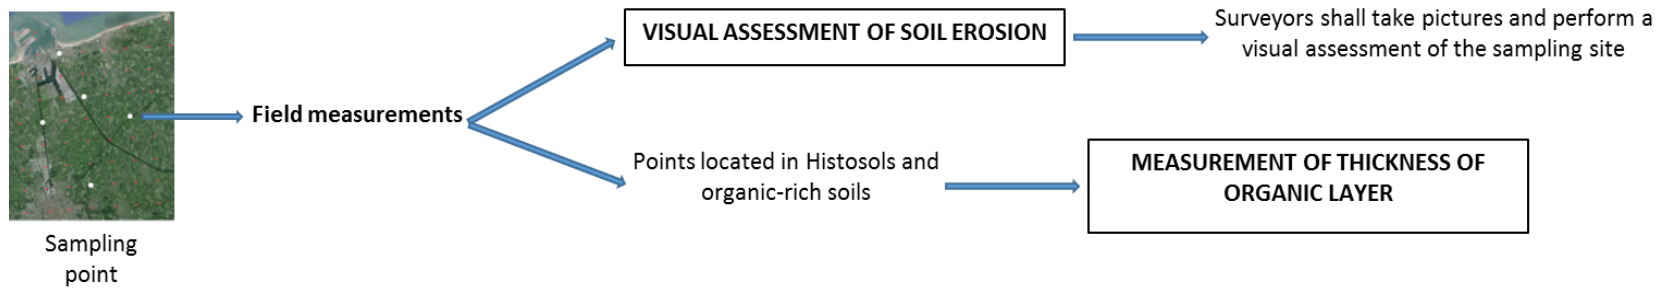 VISUAL ASSESSMENT OF SOIL EROSION
Surveyors shall take pictures and perform a
visual assessment of the sampling site
Field measurements
Points located in Histosols and
organic-rich soils
MEASUREMENT OF THICKNESS OF
ORGANIC LAYER
Sampling
point